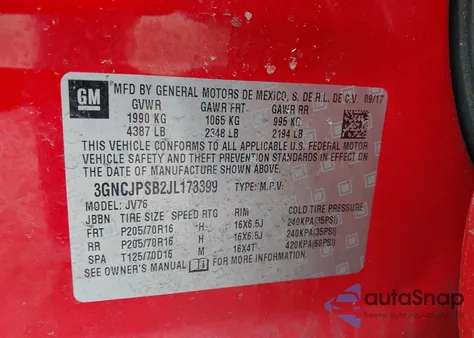 GM
MFD BY GENERAL MOTORS DE MEXICO, S. DE R.L. DE C.V. 09/17
GVWR GAWR FRT GAWR RR
1990 KG 1065 KG 995 KG
4387 LB 2348 LB 2194 LB
THIS VEHICLE CONFORMS TO ALL APPLICABLE U.S. FEDERAL MOTOR
VEHICLE SAFETY AND THEFT PREVENTION STANDARDS IN EFFECT ON
THE DATE OF MANUFACTURE SHOWN ABOVE.
3GNCJPSB2JL173399 TYPE: M.P.V.
MODEL: JV76
JBBN TIRE SIZE SPEED RTG RIM COLD TIRE PRESSURE
FRT P205/70R16 H 16X6.5J 240KPA(35PSI)
RR P205/70R16 H 16X6.5J 240KPA(35PSI)
SPA T125/70D16 M 16X4T 420KPA(60PSI)
SEE OWNER'S MANUAL FOR MORE INFORMATION.
autoSnap